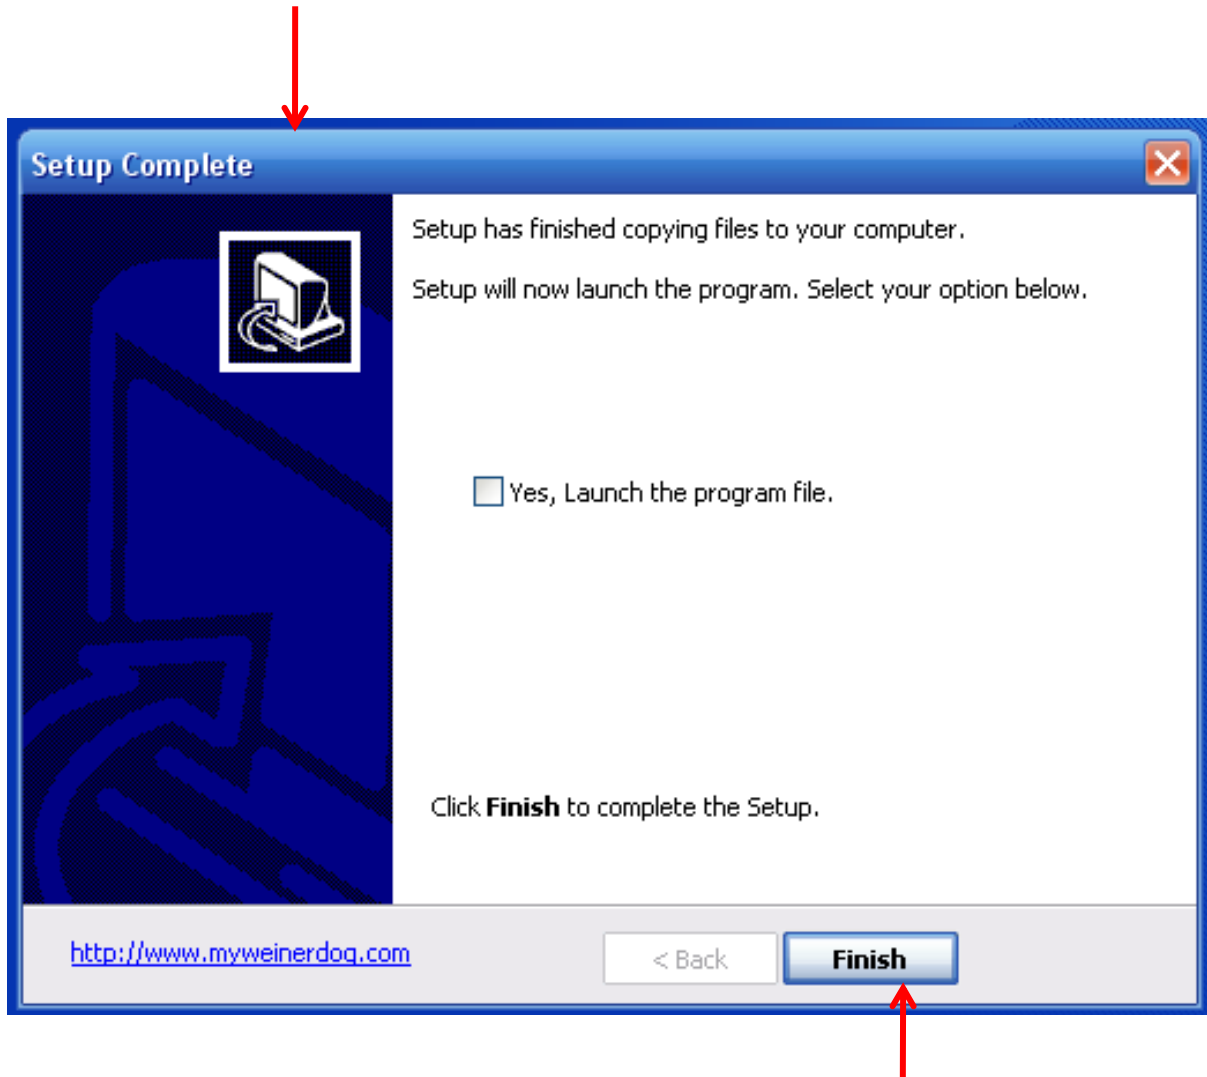 Setup Complete
Setup has finished copying files to your computer.
Setup will now launch the program. Select your option below.
Yes, Launch the program file.
Click Finish to complete the Setup.
http://www.myweinerdog.com
< Back
Finish